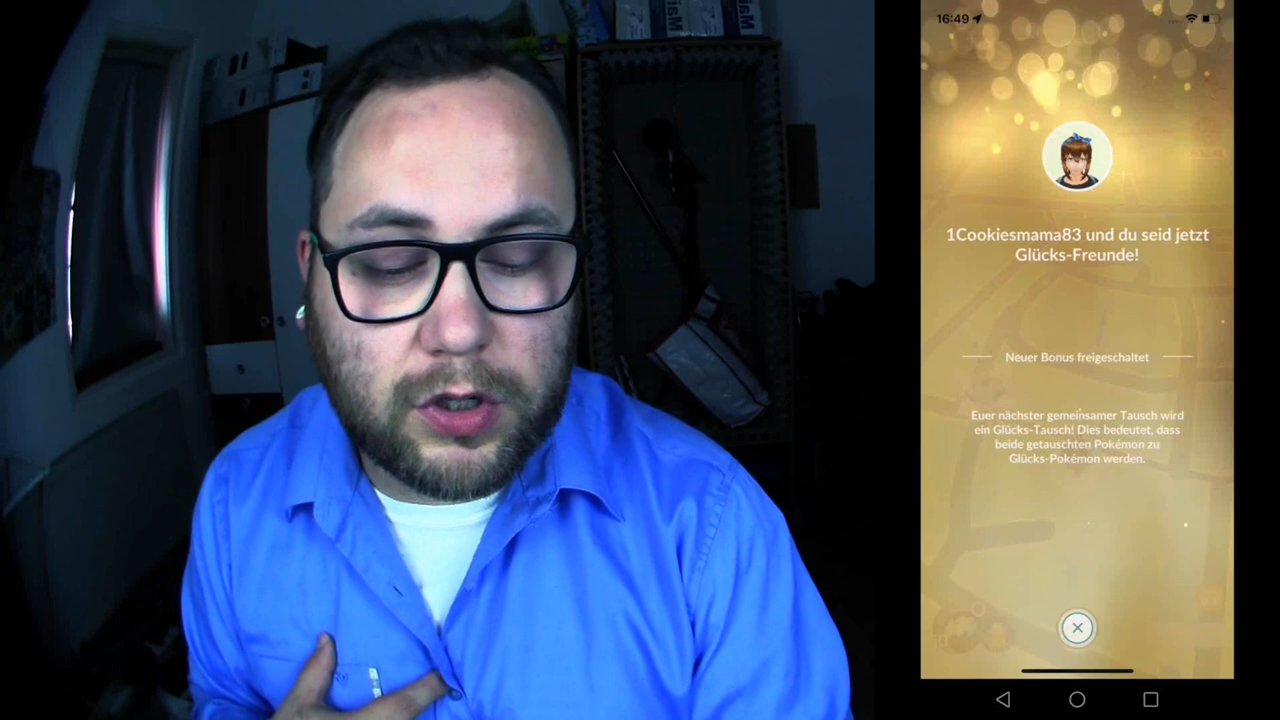 16:49
1Cookiesmama83 und du seid jetzt
Glücks-Freunde!
Neuer Bonus freigeschaltet
Euer nächster gemeinsamer Tausch wird
ein Glücks-Tausch! Dies bedeutet, dass
beide getauschten Pokémon zu
Glücks-Pokémon werden.